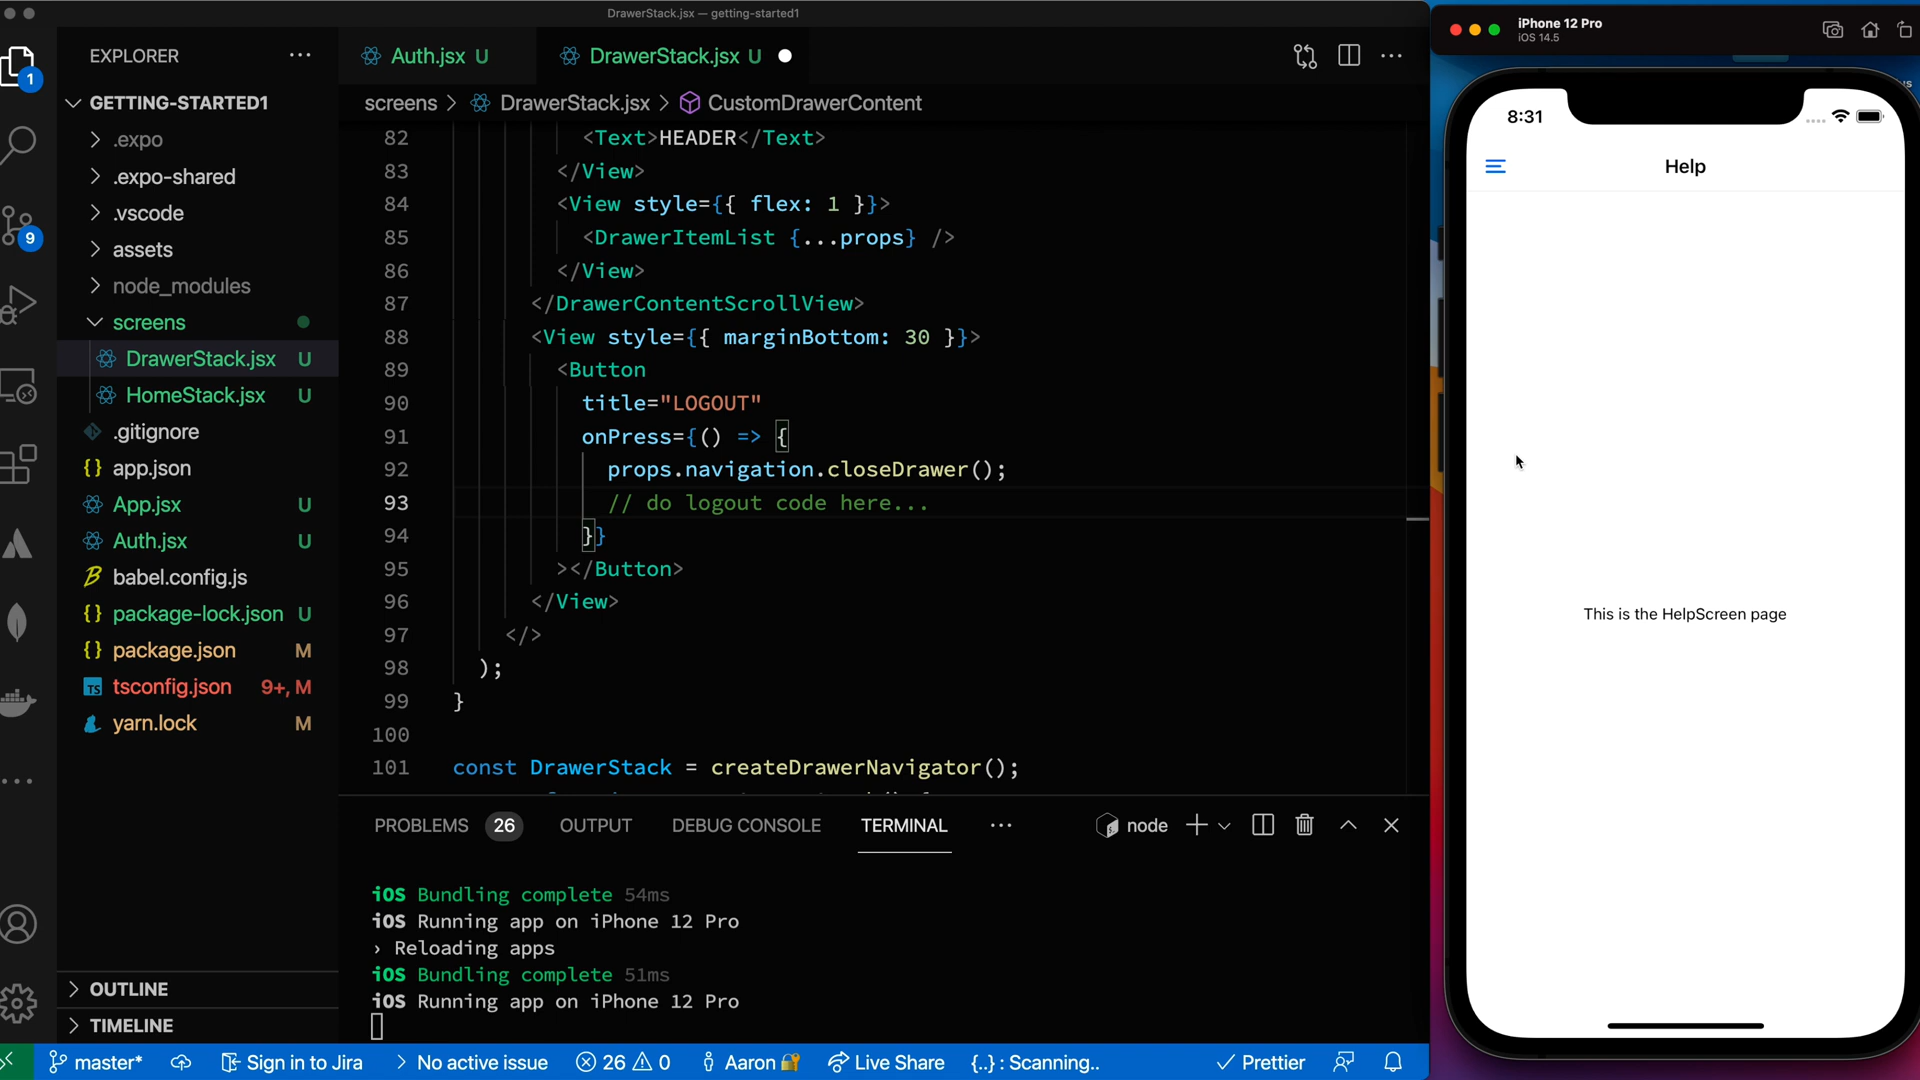 DrawerStack.jsx — getting-started1
EXPLORER
GETTING-STARTED1
.expo
.expo-shared
.vscode
assets
node_modules
screens
DrawerStack.jsx U
HomeStack.jsx U
.gitignore
app.json
App.jsx U
Auth.jsx U
babel.config.js
package-lock.json U
package.json M
tsconfig.json 9+, M
yarn.lock M
OUTLINE
TIMELINE
1
9
Auth.jsx U
DrawerStack.jsx U
screens > DrawerStack.jsx > CustomDrawerContent
82 <Text>HEADER</Text>
83 </View>
84 <View style={{ flex: 1 }}>
85 <DrawerItemList {...props} />
86 </View>
87 </DrawerContentScrollView>
88 <View style={{ marginBottom: 30 }}>
89 <Button
90 title="LOGOUT"
91 onPress={() => {
92 props.navigation.closeDrawer();
93 // do logout code here...
94 }}
95 ></Button>
96 </View>
97 </>
98 );
99 }
100
101 const DrawerStack = createDrawerNavigator();
PROBLEMS 26 OUTPUT DEBUG CONSOLE TERMINAL
node
iOS Bundling complete 54ms
iOS Running app on iPhone 12 Pro
› Reloading apps
iOS Bundling complete 51ms
iOS Running app on iPhone 12 Pro
master* Sign in to Jira No active issue 26 0 Aaron Live Share {..} : Scanning.. Prettier
iPhone 12 Pro
iOS 14.5
8:31
Help
This is the HelpScreen page